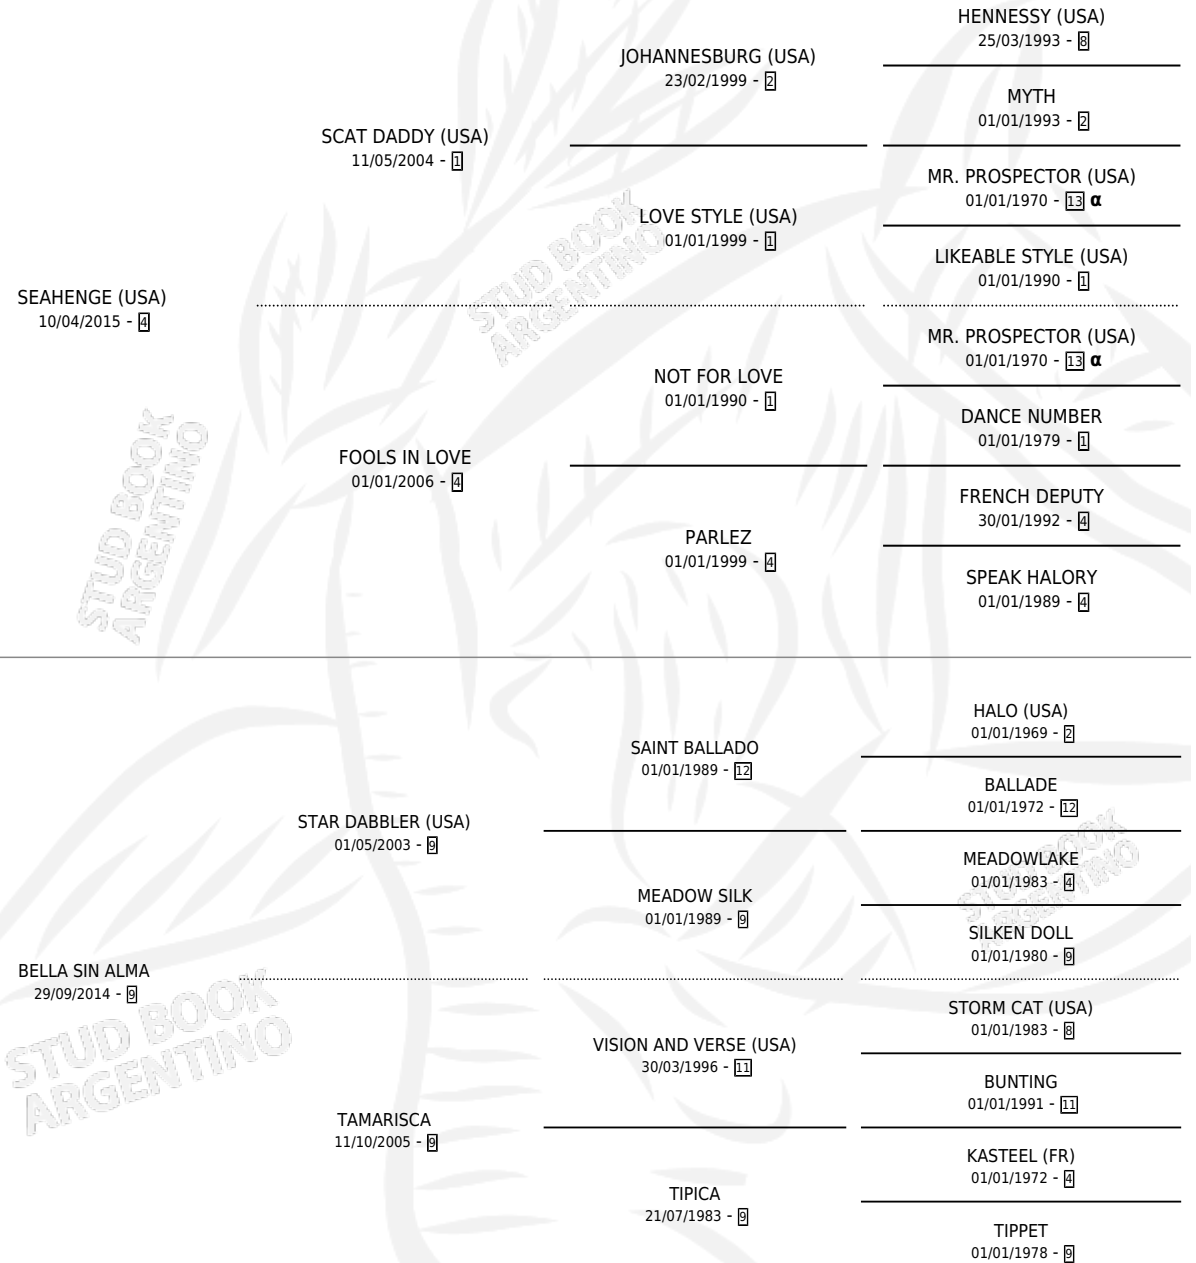 HENNESSY (USA)
25/03/1993 - 8
JOHANNESBURG (USA)
23/02/1999 - 2
MYTH
01/01/1993 - 2
SCAT DADDY (USA)
11/05/2004 - 1
MR. PROSPECTOR (USA)
01/01/1970 - 13 α
LOVE STYLE (USA)
01/01/1999 - 1
LIKEABLE STYLE (USA)
01/01/1990 - 1
SEAHENGE (USA)
10/04/2015 - 4
MR. PROSPECTOR (USA)
01/01/1970 - 13 α
NOT FOR LOVE
01/01/1990 - 1
DANCE NUMBER
01/01/1979 - 1
FOOLS IN LOVE
01/01/2006 - 4
FRENCH DEPUTY
30/01/1992 - 4
PARLEZ
01/01/1999 - 4
SPEAK HALORY
01/01/1989 - 4
HALO (USA)
01/01/1969 - 2
SAINT BALLADO
01/01/1989 - 12
BALLADE
01/01/1972 - 12
STAR DABBLER (USA)
01/05/2003 - 9
MEADOWLAKE
01/01/1983 - 4
MEADOW SILK
01/01/1989 - 9
SILKEN DOLL
01/01/1980 - 9
BELLA SIN ALMA
29/09/2014 - 9
STORM CAT (USA)
01/01/1983 - 8
VISION AND VERSE (USA)
30/03/1996 - 11
BUNTING
01/01/1991 - 11
TAMARISCA
11/10/2005 - 9
KASTEEL (FR)
01/01/1972 - 4
TIPICA
21/07/1983 - 9
TIPPET
01/01/1978 - 9
STUD BOOK
ARGENTINO
STUD BOOK
ARGENTINO
STUD BOOK
ARGENTINO
STUD BOOK
ARGENTINO